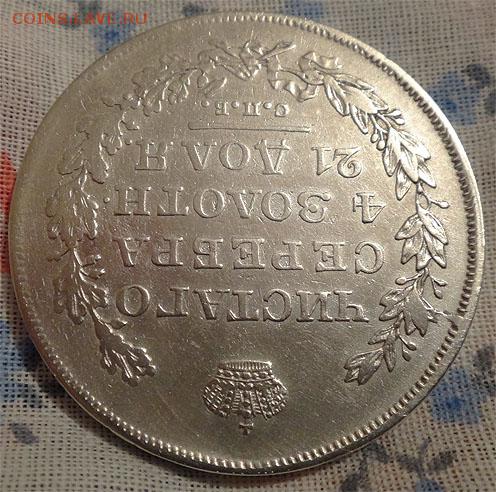 COINS.LAVE.RU
ЧИСТАГО
СЕРЕБРА
4 ЗОЛОТН.
21 ДОЛЯ.
С.П.Б.